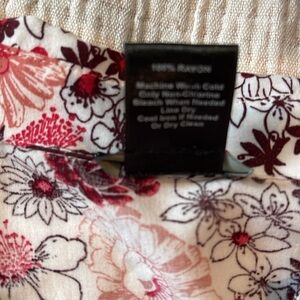 100% RAYON
Machine Wash Cold
Only Non-Chlorine
Bleach When Needed
Line Dry
Cool Iron If Needed
Or Dry Clean